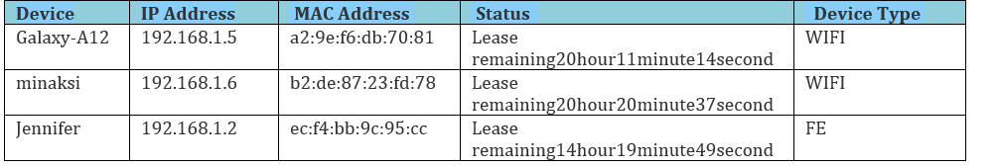 Device IP Address MAC Address Status Device Type
Galaxy-A12 192.168.1.5 a2:9e:f6:db:70:81 Lease WIFI
remaining20hour11minute14second
minaksi 192.168.1.6 b2:de:87:23:fd:78 Lease WIFI
remaining20hour20minute37second
Jennifer 192.168.1.2 ec:f4:bb:9c:95:cc Lease FE
remaining14hour19minute49second